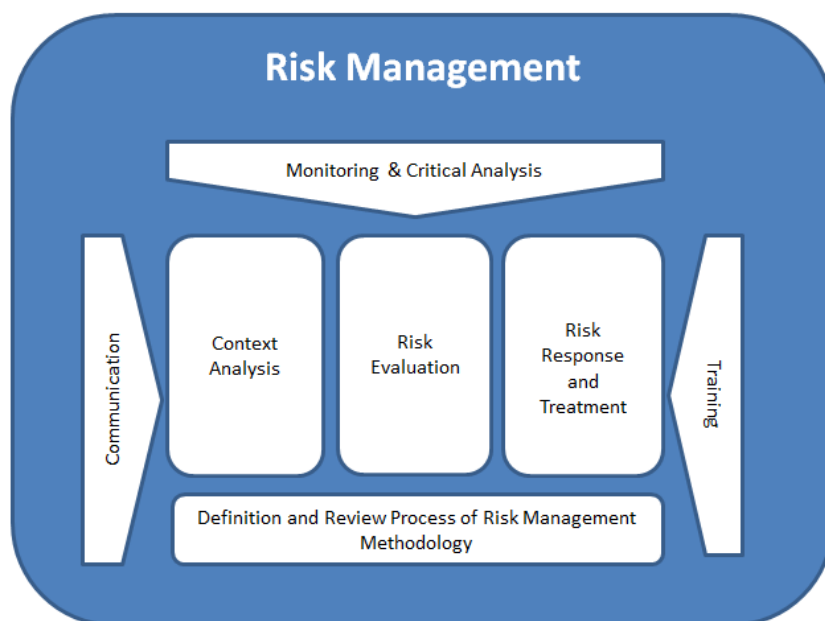 Risk Management
Monitoring & Critical Analysis
Communication
Context
Analysis
Risk
Evaluation
Risk
Response
and
Treatment
Training
Definition and Review Process of Risk Management
Methodology